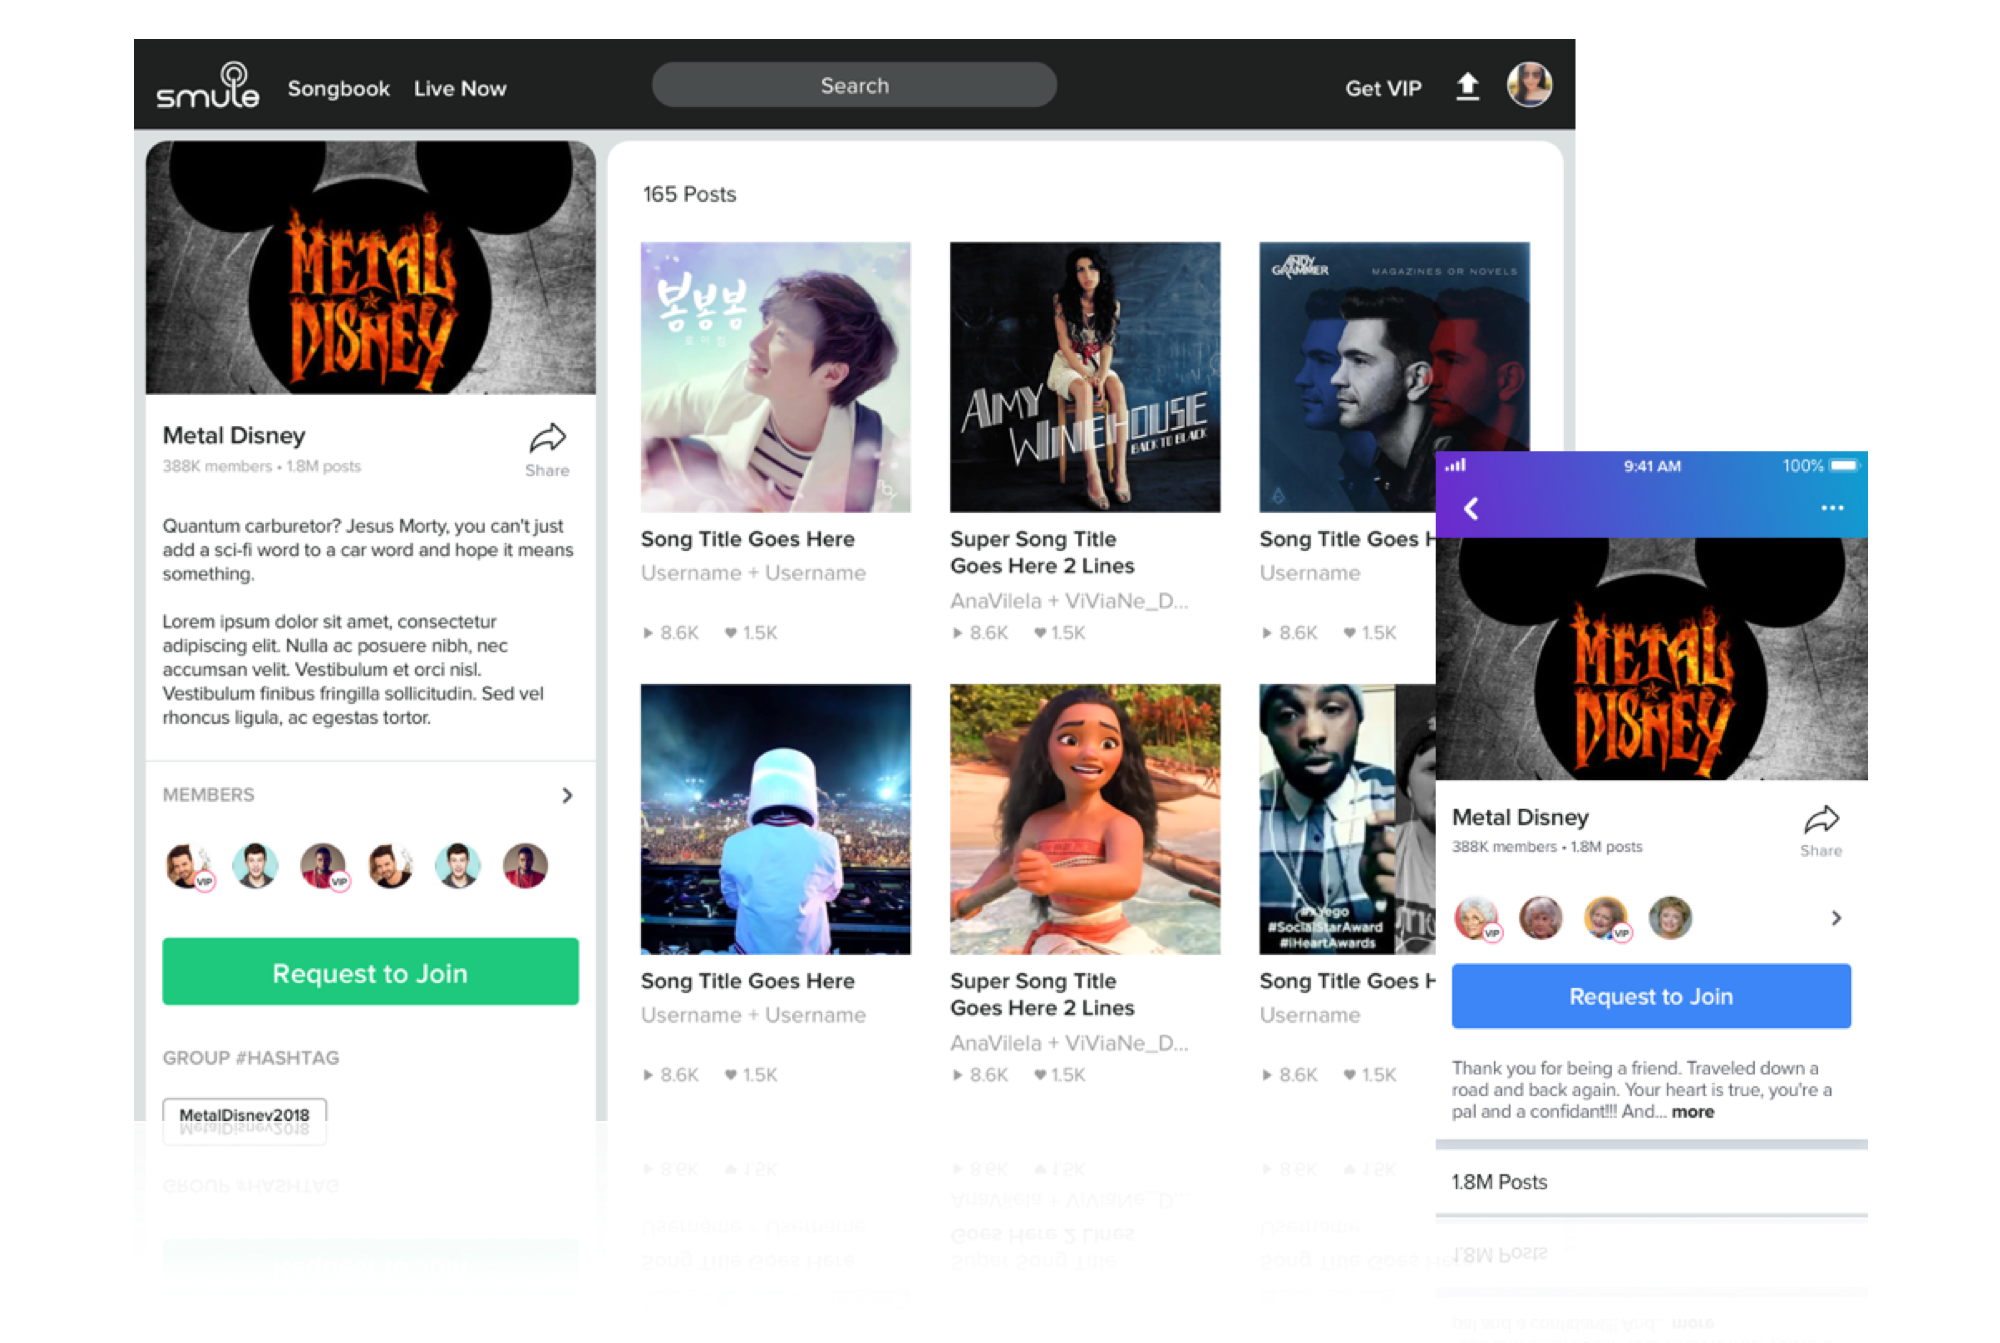 smule
Songbook
Live Now
Search
Get VIP
METAL
DISNEY
Metal Disney
388K members • 1.8M posts
Share
Quantum carburetor? Jesus Morty, you can't just
add a sci-fi word to a car word and hope it means
something.
Lorem ipsum dolor sit amet, consectetur
adipiscing elit. Nulla ac posuere nibh, nec
accumsan velit. Vestibulum et orci nisl.
Vestibulum finibus fringilla sollicitudin. Sed vel
rhoncus ligula, ac egestas tortor.
MEMBERS
VIP
VIP
Request to Join
GROUP #HASHTAG
MetalDisney2018
165 Posts
봄봄봄
로이킴
Song Title Goes Here
Username + Username
8.6K
1.5K
AMY
WINEHOUSE
BACK TO BLACK
Super Song Title
Goes Here 2 Lines
AnaVilela + ViViaNe_D...
8.6K
1.5K
ANDY
GRAMMER
MAGAZINES OR NOVELS
Song Title Goes H
Username
8.6K
1.5K
Song Title Goes Here
Username + Username
8.6K
1.5K
Super Song Title
Goes Here 2 Lines
AnaVilela + ViViaNe_D...
8.6K
1.5K
#SocialStarAward
#iHeartAwards
Song Title Goes H
Username
8.6K
1.5K
9:41 AM
100%
METAL
DISNEY
Metal Disney
388K members • 1.8M posts
Share
VIP
VIP
Request to Join
Thank you for being a friend. Traveled down a
road and back again. Your heart is true, you're a
pal and a confidant!!! And... more
1.8M Posts